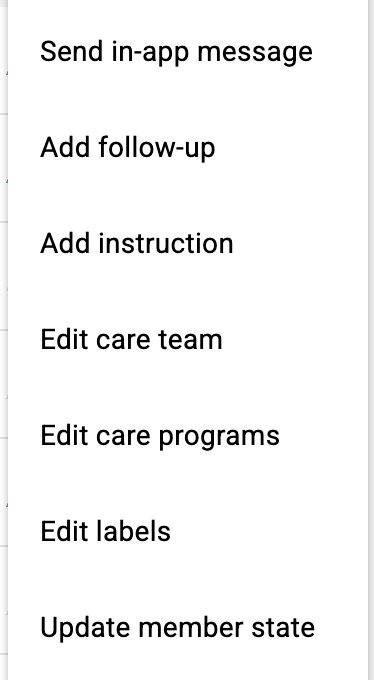 Send in-app message
Add follow-up
Add instruction
Edit care team
Edit care programs
Edit labels
Update member state